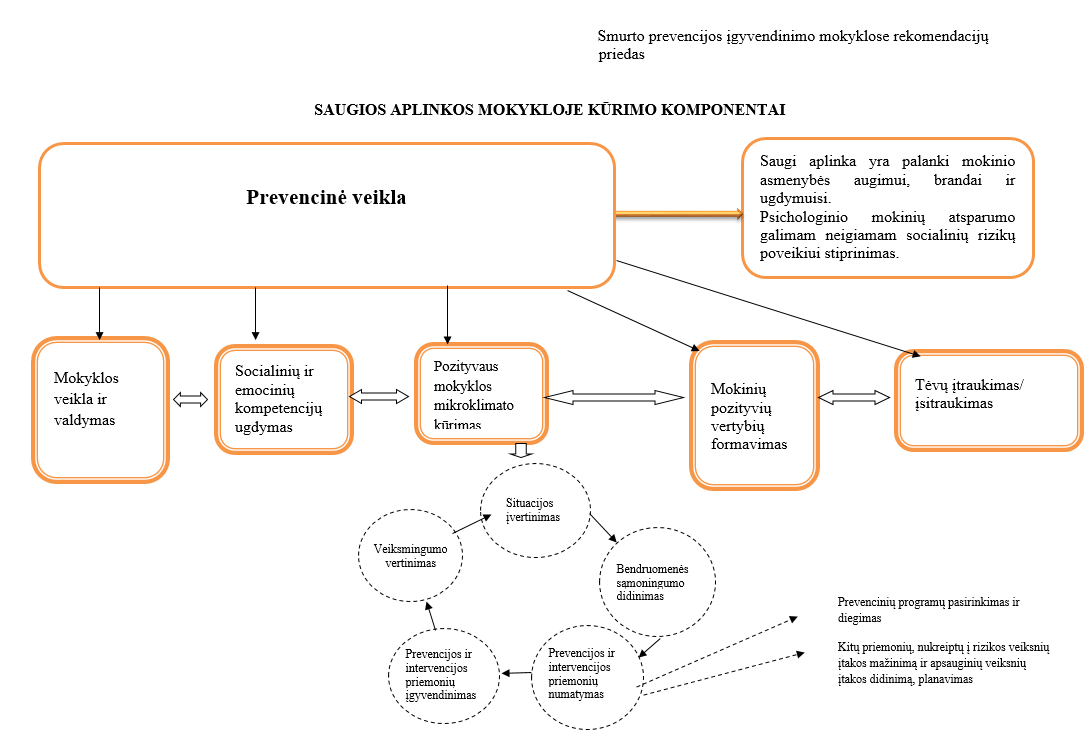 Smurto prevencijos įgyvendinimo mokyklose rekomendacijų
priedas
SAUGIOS APLINKOS MOKYKLOJE KŪRIMO KOMPONENTAI
Prevencinė veikla
Saugi aplinka yra palanki mokinio
asmenybės augimui, brandai ir
ugdymuisi.
Psichologinio mokinių atsparumo
galimam neigiamam socialinių rizikų
poveikiui stiprinimas.
Mokyklos
veikla ir
valdymas
Socialinių ir
emocinių
kompetencijų
ugdymas
Pozityvaus
mokyklos
mikroklimato
kūrimas
Mokinių
pozityvių
vertybių
formavimas
Tėvų įtraukimas/
įsitraukimas
Situacijos
įvertinimas
Bendruomenės
sąmoningumo
didinimas
Prevencijos ir
intervencijos
priemonių
numatymas
Prevencijos ir
intervencijos
priemonių
įgyvendinimas
Veiksmingumo
vertinimas
Prevencinių programų pasirinkimas ir
diegimas
Kitų priemonių, nukreiptų į rizikos veiksnių
įtakos mažinimą ir apsauginių veiksnių
įtakos didinimą, planavimas